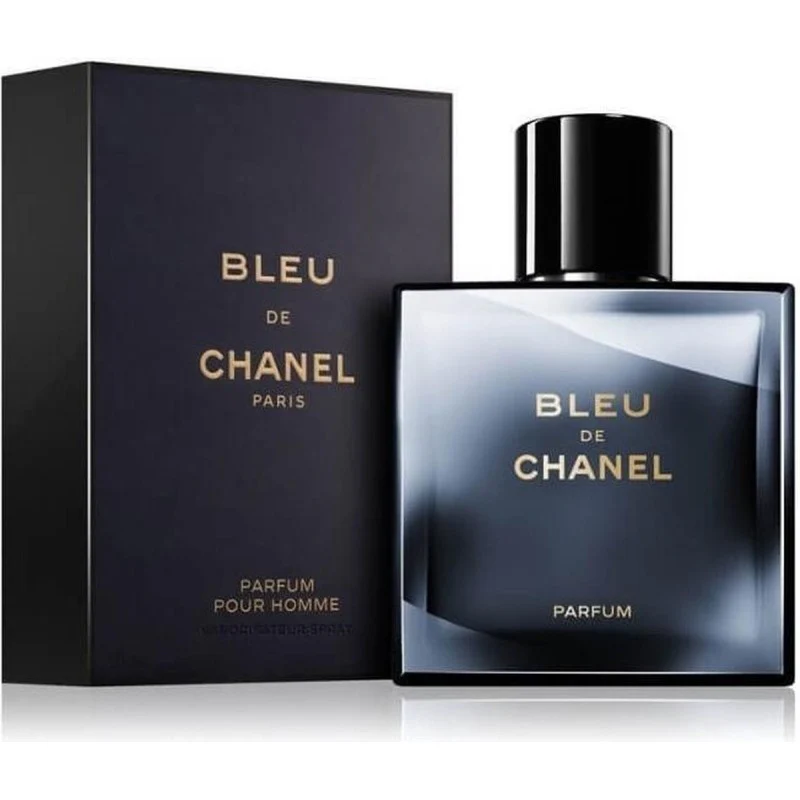 BLEU
DE
CHANEL
PARIS
PARFUM
POUR HOMME
VAPORISATEUR SPRAY
BLEU
DE
CHANEL
PARFUM